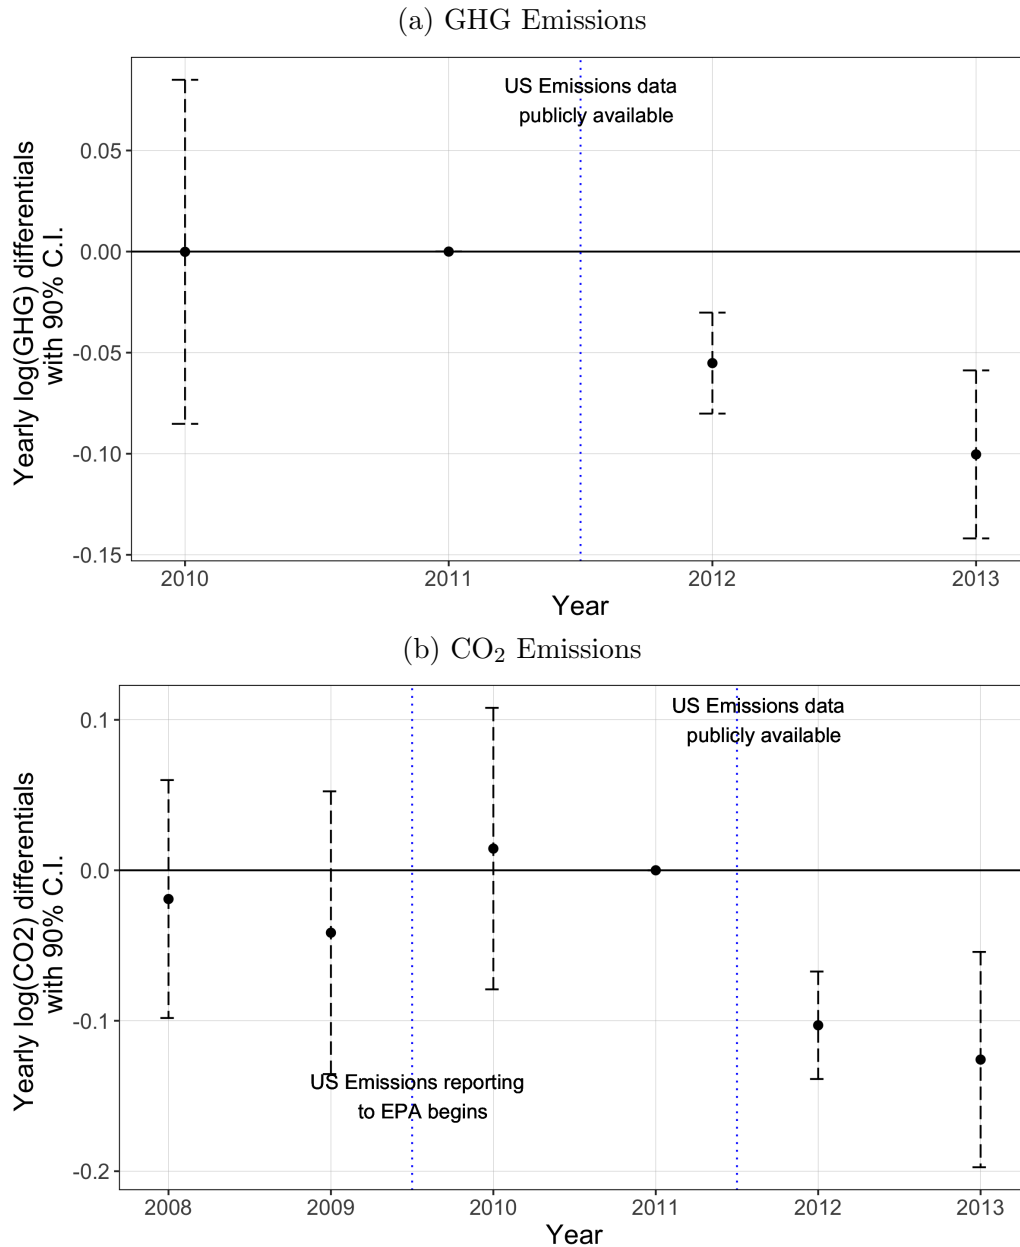 (a) GHG Emissions
US Emissions data
publicly available
Yearly log(GHG) differentials
with 90% C.I.
0.05
0.00
-0.05
-0.10
-0.15
2010 2011 2012 2013
Year
(b) CO₂ Emissions
US Emissions data
publicly available
Yearly log(CO2) differentials
with 90% C.I.
0.1
0.0
-0.1
-0.2
US Emissions reporting
to EPA begins
2008 2009 2010 2011 2012 2013
Year